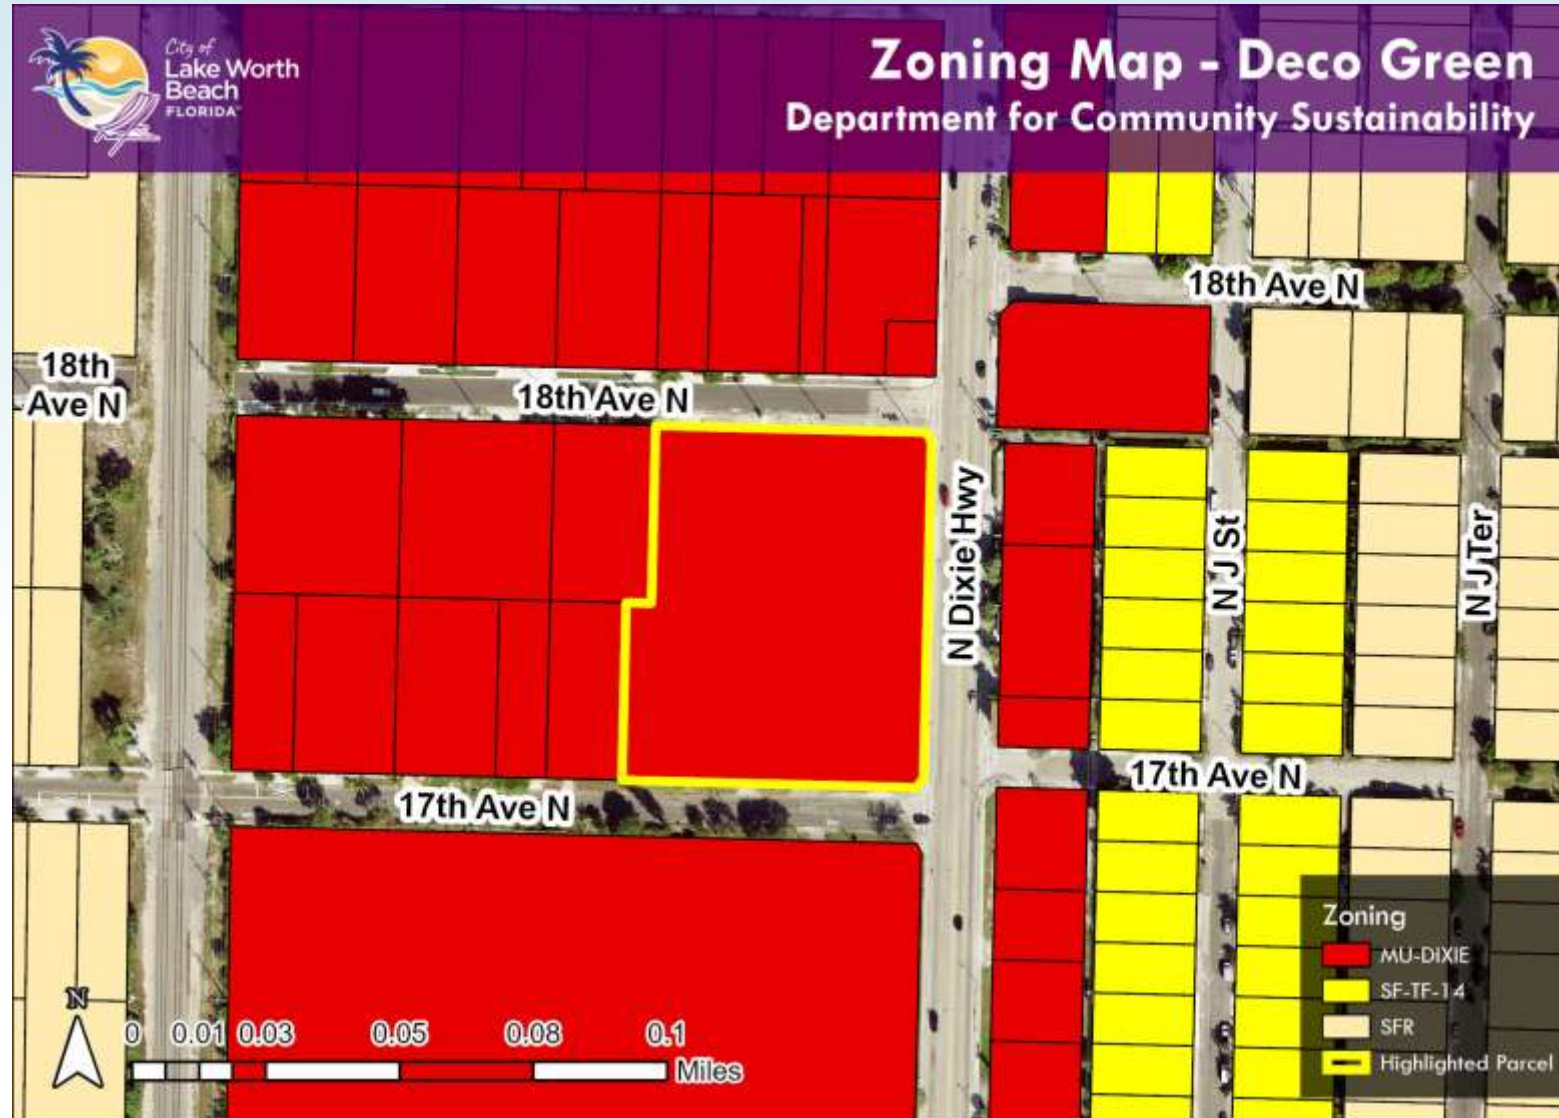 City of
Lake Worth
Beach
FLORIDA
Zoning Map - Deco Green
Department for Community Sustainability
18th Ave N
18th
Ave N
18th Ave N
N Dixie Hwy
N J St
N J Ter
17th Ave N
17th Ave N
Zoning
MU-DIXIE
SF-TF-14
SFR
Highlighted Parcel
N
0 0.01 0.03 0.05 0.08 0.1
Miles